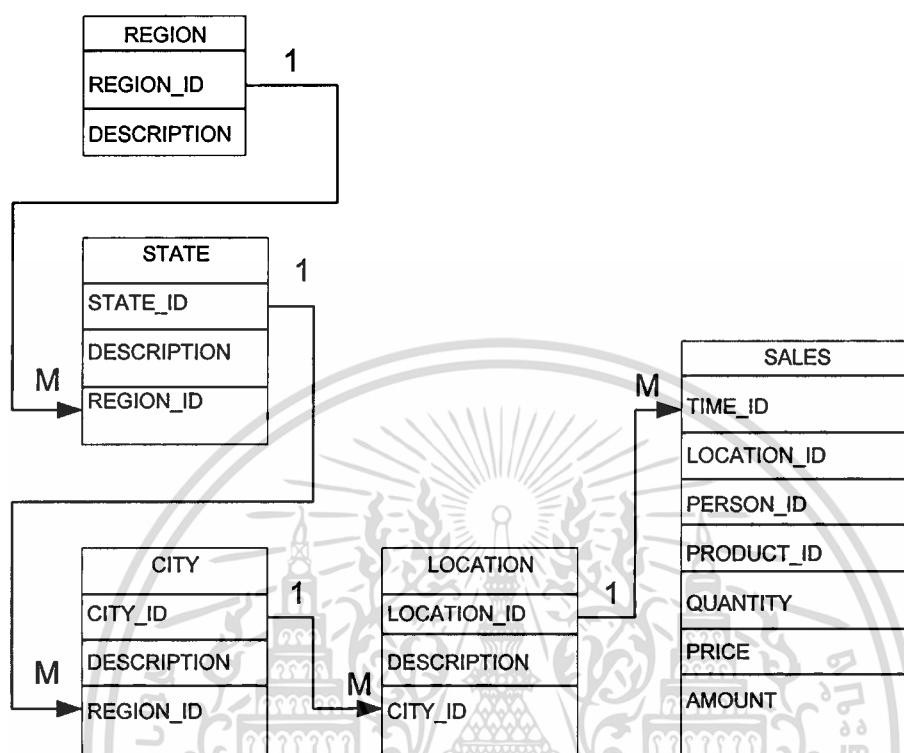 REGION
1
REGION_ID
DESCRIPTION
STATE
1
STATE_ID
DESCRIPTION
M
REGION_ID
SALES
M
TIME_ID
LOCATION_ID
PERSON_ID
PRODUCT_ID
QUANTITY
PRICE
AMOUNT
CITY
1
CITY_ID
DESCRIPTION
M
REGION_ID
LOCATION
1
LOCATION_ID
DESCRIPTION
M
CITY_ID